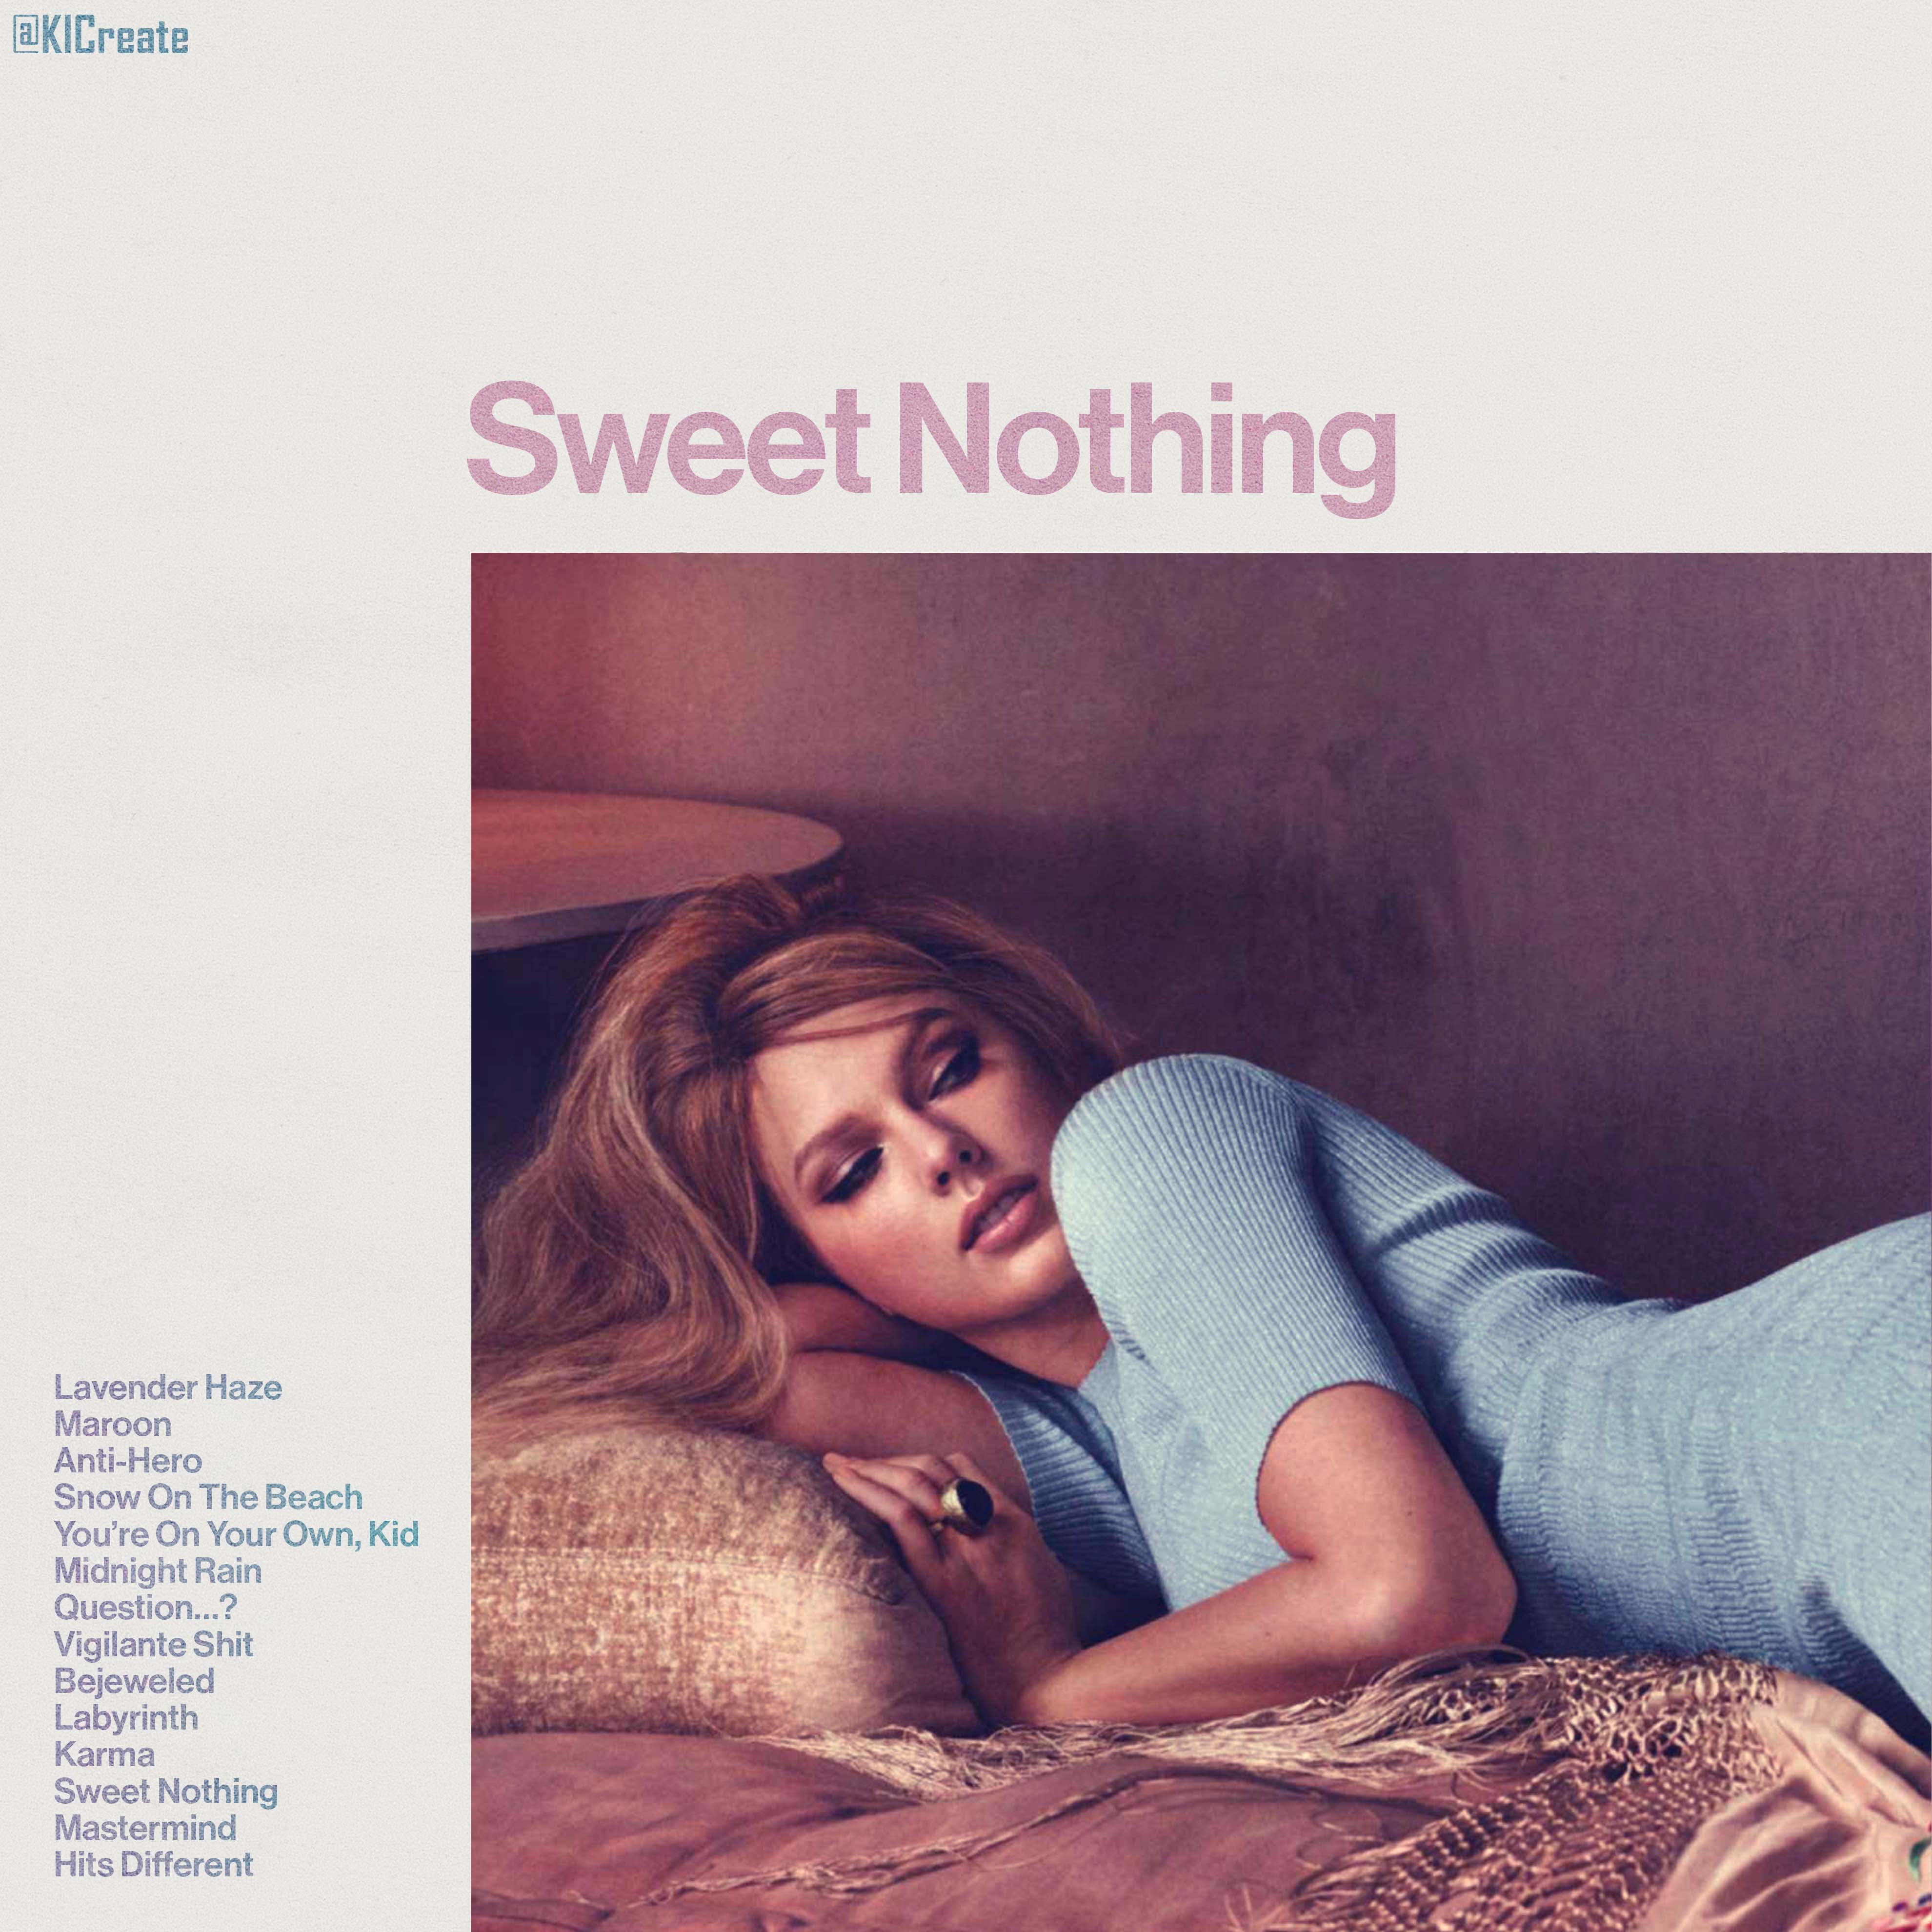 @KICreate
Sweet Nothing
Lavender Haze
Maroon
Anti-Hero
Snow On The Beach
You’re On Your Own, Kid
Midnight Rain
Question...?
Vigilante Shit
Bejeweled
Labyrinth
Karma
Sweet Nothing
Mastermind
Hits Different